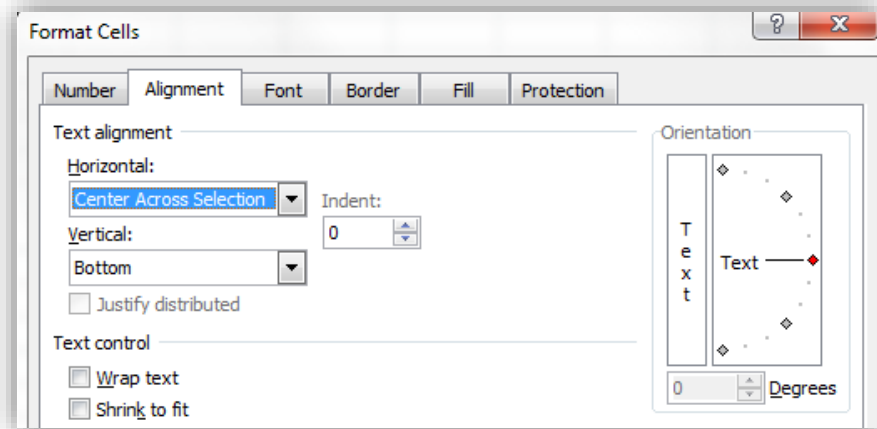 Format Cells
? X
Number Alignment Font Border Fill Protection
Text alignment
Orientation
Horizontal:
Center Across Selection
Indent:
Vertical:
0
Bottom
Justify distributed
Text
Text
Text control
Wrap text
0 Degrees
Shrink to fit